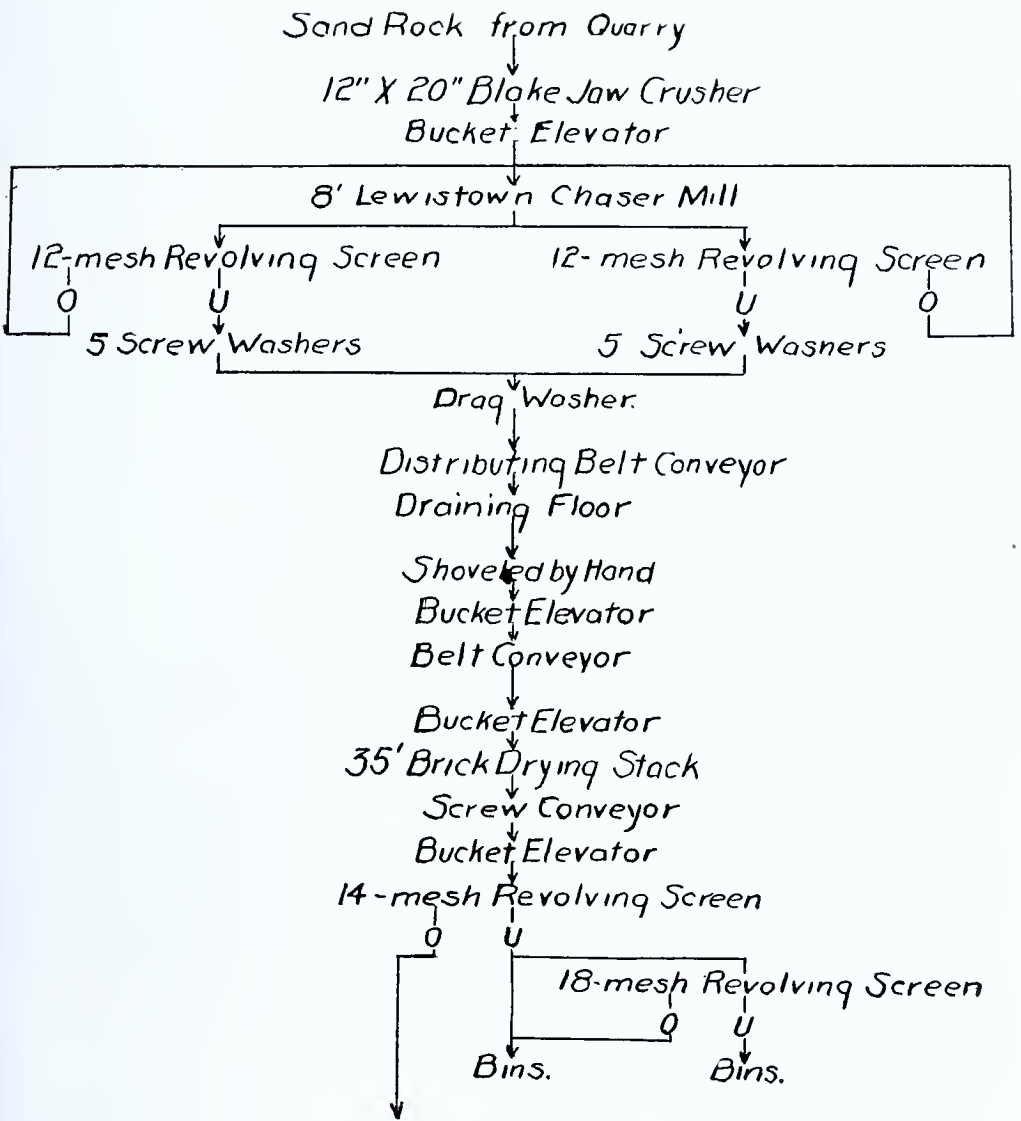 Sand Rock from Quarry
12" X 20" Blake Jaw Crusher
Bucket Elevator
8' Lewistown Chaser Mill
12-mesh Revolving Screen
12-mesh Revolving Screen
O
U
U
O
5 Screw Washers
5 Screw Washers
Drag Washer.
Distributing Belt Conveyor
Draining Floor
Shoveled by Hand
Bucket Elevator
Belt Conveyor
Bucket Elevator
35' Brick Drying Stack
Screw Conveyor
Bucket Elevator
14-mesh Revolving Screen
O
U
18-mesh Revolving Screen
O
U
Bins.
Bins.